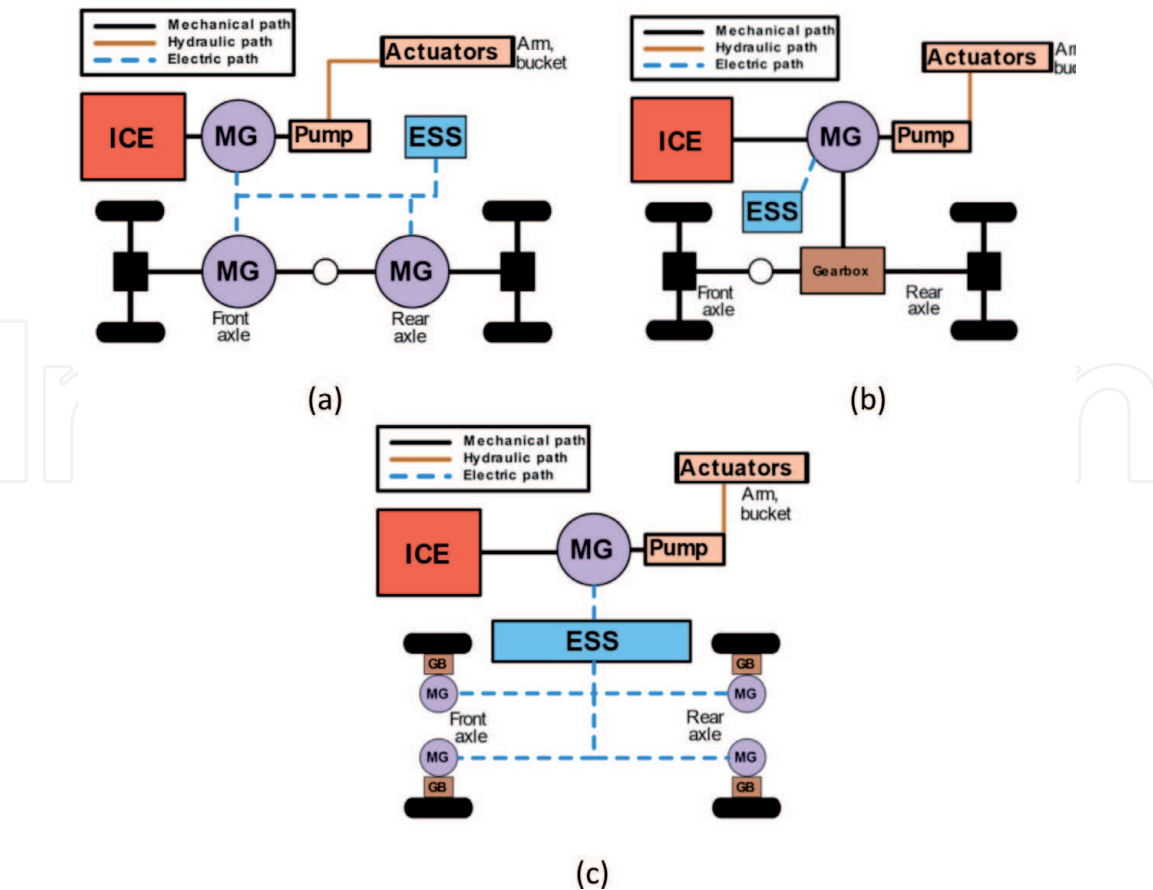 Mechanical path
Hydraulic path
Electric path
Actuators
Arm,
bucket
ICE
MG
Pump
ESS
MG
MG
Front
axle
Rear
axle
(a)
Mechanical path
Hydraulic path
Electric path
Actuators
ICE
MG
Pump
ESS
Gearbox
Front
axle
Rear
axle
(b)
Mechanical path
Hydraulic path
Electric path
Actuators
Arm,
bucket
ICE
MG
Pump
ESS
GB
GB
MG
MG
Front
axle
Rear
axle
MG
MG
GB
GB
(c)